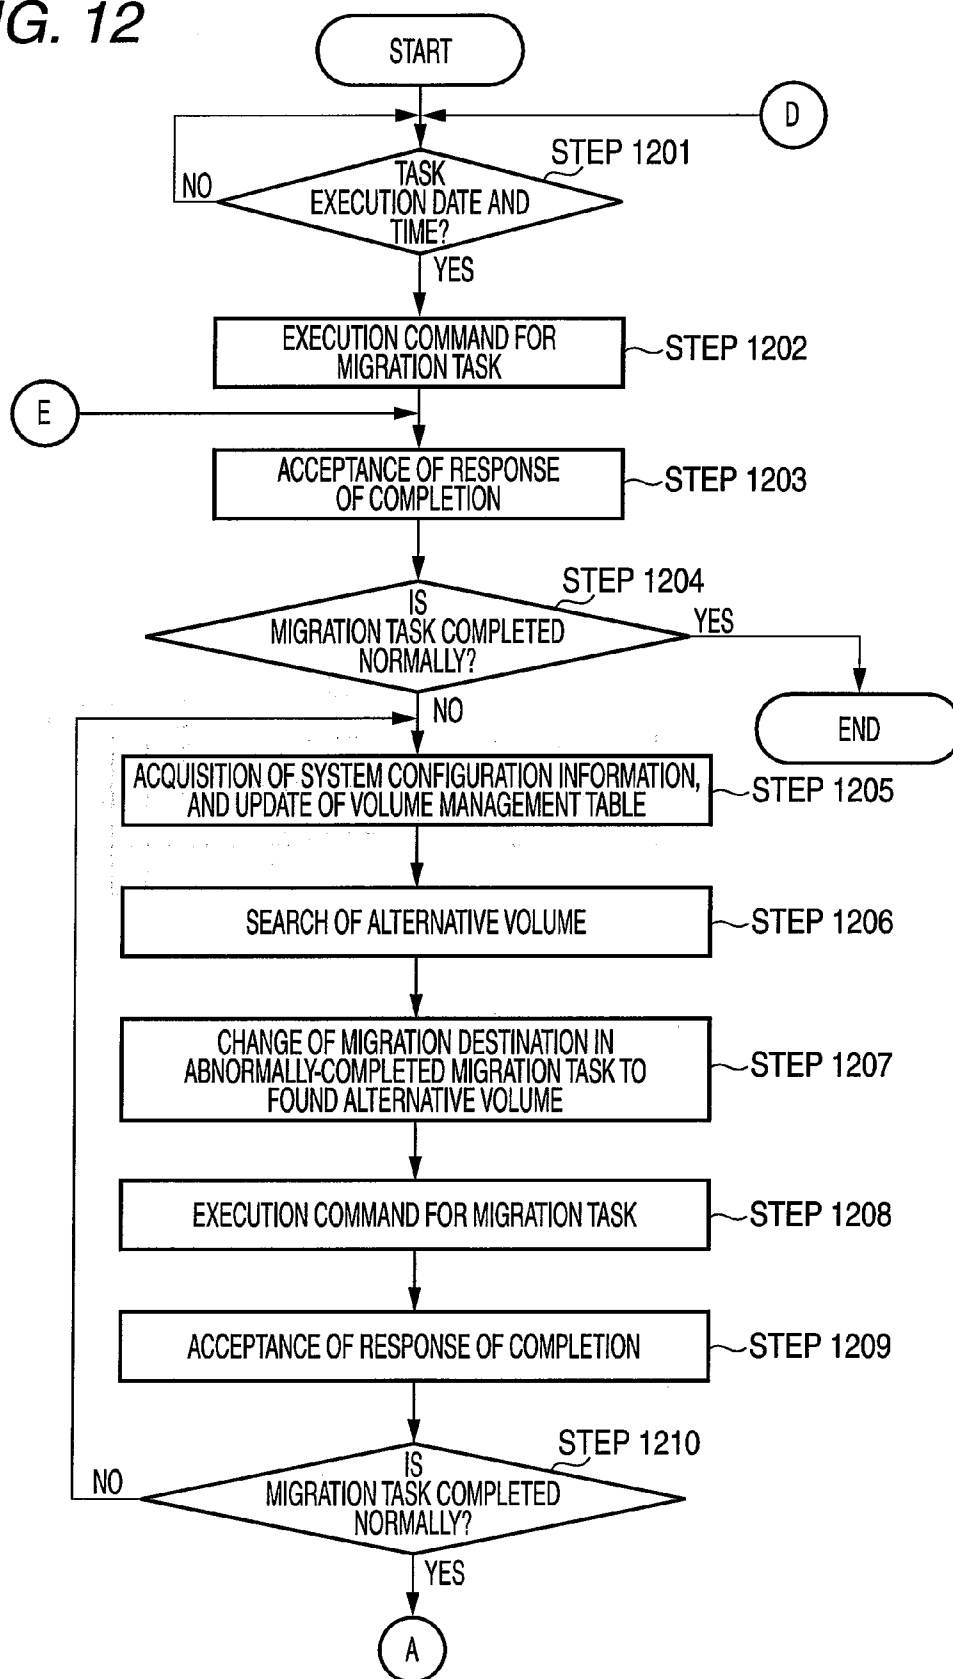 IG. 12
START
D
STEP 1201
TASK
EXECUTION DATE AND
TIME?
NO
YES
EXECUTION COMMAND FOR
MIGRATION TASK
STEP 1202
E
ACCEPTANCE OF RESPONSE
OF COMPLETION
STEP 1203
STEP 1204
IS
MIGRATION TASK COMPLETED
NORMALLY?
YES
NO
END
ACQUISITION OF SYSTEM CONFIGURATION INFORMATION,
AND UPDATE OF VOLUME MANAGEMENT TABLE
STEP 1205
SEARCH OF ALTERNATIVE VOLUME
STEP 1206
CHANGE OF MIGRATION DESTINATION IN
ABNORMALLY-COMPLETED MIGRATION TASK TO
FOUND ALTERNATIVE VOLUME
STEP 1207
EXECUTION COMMAND FOR MIGRATION TASK
STEP 1208
ACCEPTANCE OF RESPONSE OF COMPLETION
STEP 1209
STEP 1210
IS
MIGRATION TASK COMPLETED
NORMALLY?
NO
YES
A